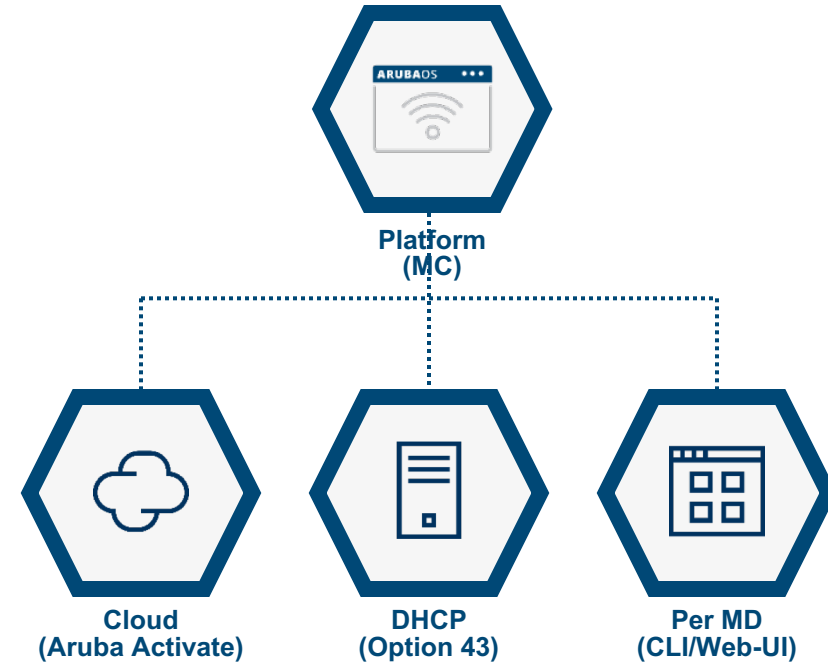 ARUBAOS
Platform
(MC)
Cloud
(Aruba Activate)
DHCP
(Option 43)
Per MD
(CLI/Web-UI)